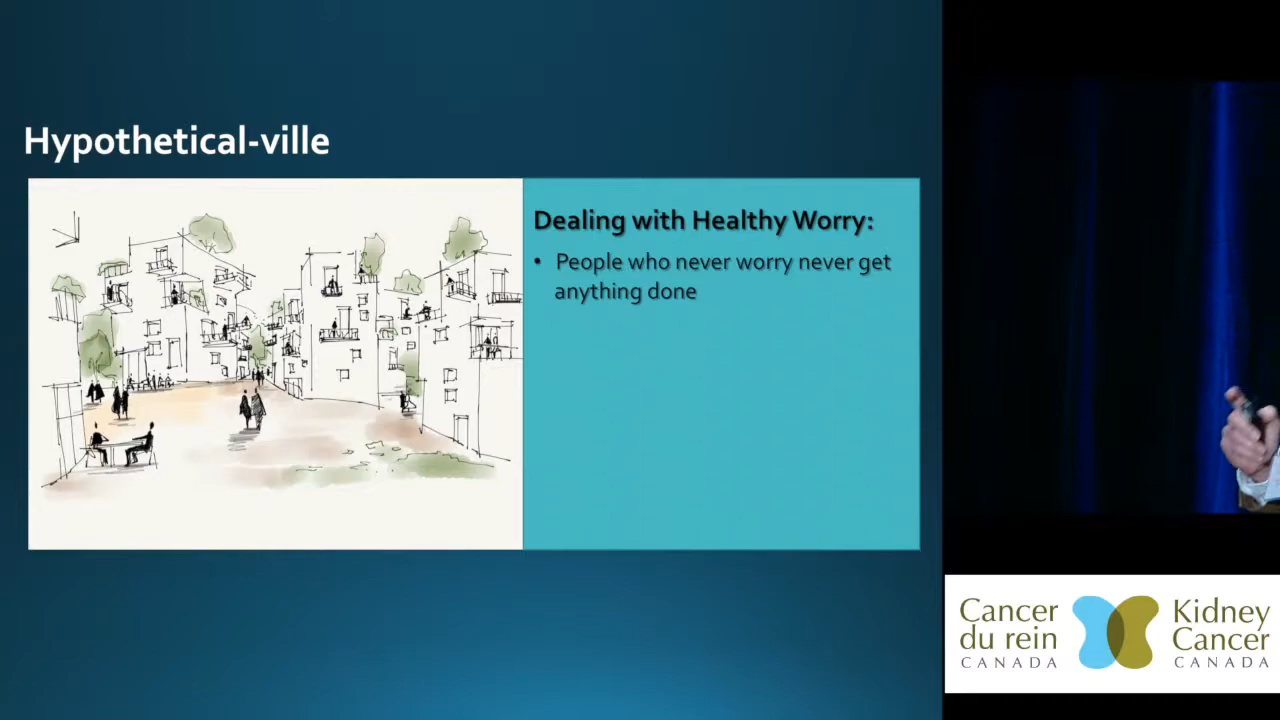 Hypothetical-ville
Dealing with Healthy Worry:
• People who never worry never get
anything done
Cancer
du rein
CANADA
Kidney
Cancer
CANADA